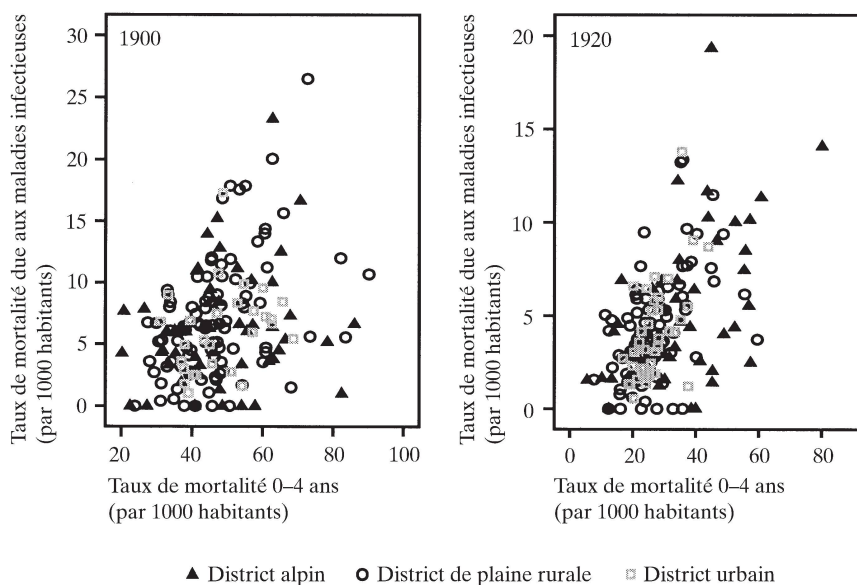 1900
Taux de mortalité due aux maladies infectieuses
(par 1000 habitants)
30
25
20
15
10
5
0
20
40
60
80
100
Taux de mortalité 0–4 ans
(par 1000 habitants)
1920
Taux de mortalité due aux maladies infectieuses
(par 1000 habitants)
20
15
10
5
0
0
20
40
60
80
Taux de mortalité 0–4 ans
(par 1000 habitants)
District alpin
District de plaine rurale
District urbain